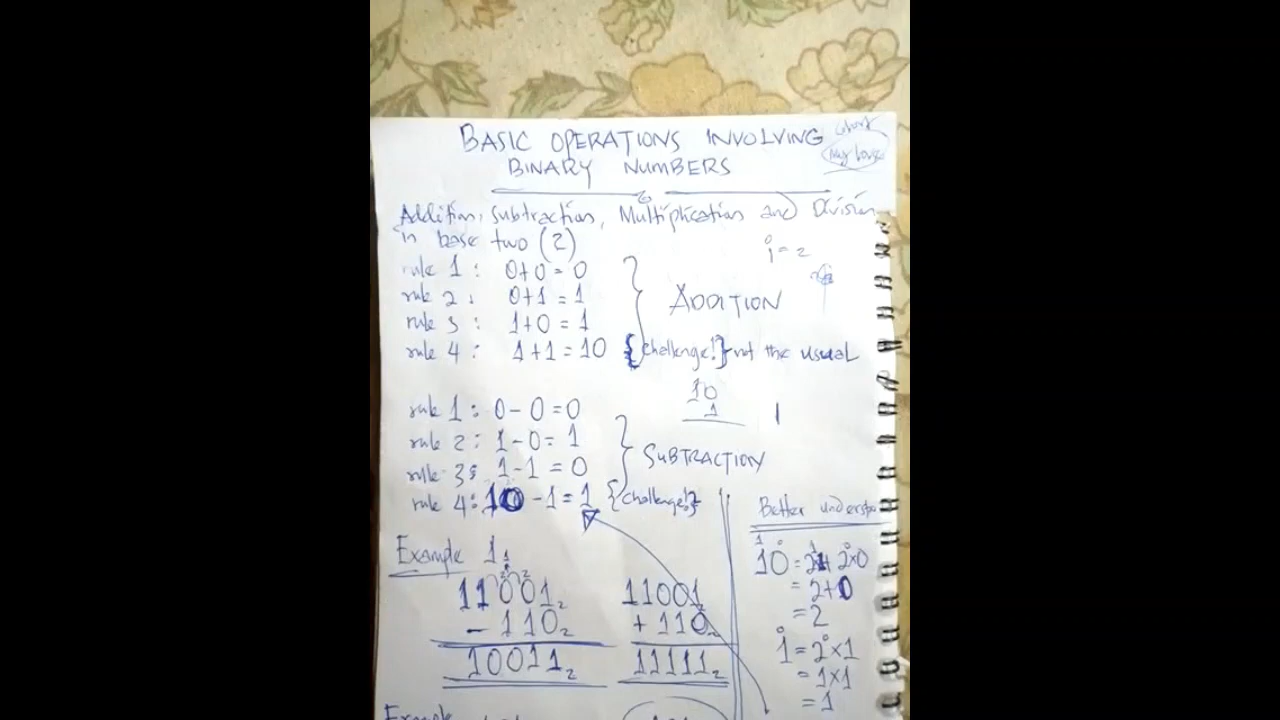 BASIC OPERATIONS INVOLVING
BINARY NUMBERS
Addition, Subtraction, Multiplication and Division
in base two (2)
rule 1: 0+0=0
rule 2: 0+1=1
rule 3: 1+0=1
rule 4: 1+1=10 {challenge!} not the usual
ADDITION
10
1
rule 1: 0-0=0
rule 2: 1-0=1
rule 3: 1-1=0
rule 4: 10-1=1 {challenge!}
SUBTRACTION
Example 1:
11001₂
- 110₂
10011₂
11001₂
+ 110₂
11111₂
Better understa
10 = 2¹×1+ 2⁰×0
= 2+0
= 2
1 = 2⁰×1
= 1×1
= 1
Example